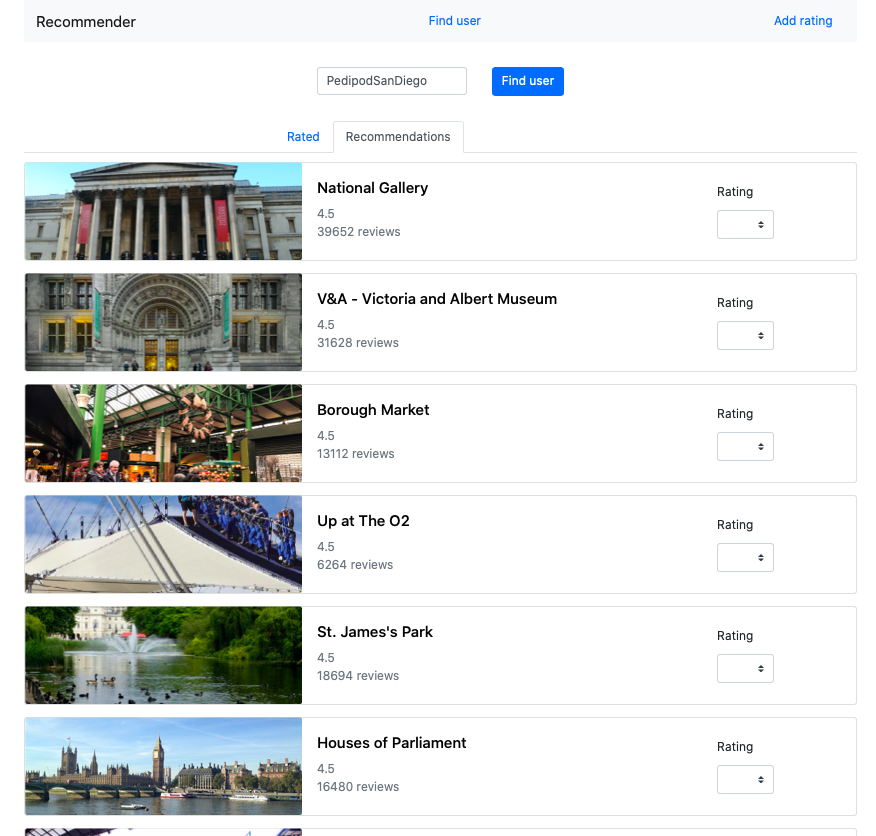 Recommender Find user Add rating
PedipodSanDiego Find user
Rated Recommendations
National Gallery
Rating
4.5
39652 reviews
V&A - Victoria and Albert Museum
Rating
4.5
31628 reviews
Borough Market
Rating
4.5
13112 reviews
Up at The O2
Rating
4.5
6264 reviews
St. James's Park
Rating
4.5
18694 reviews
Houses of Parliament
Rating
4.5
16480 reviews